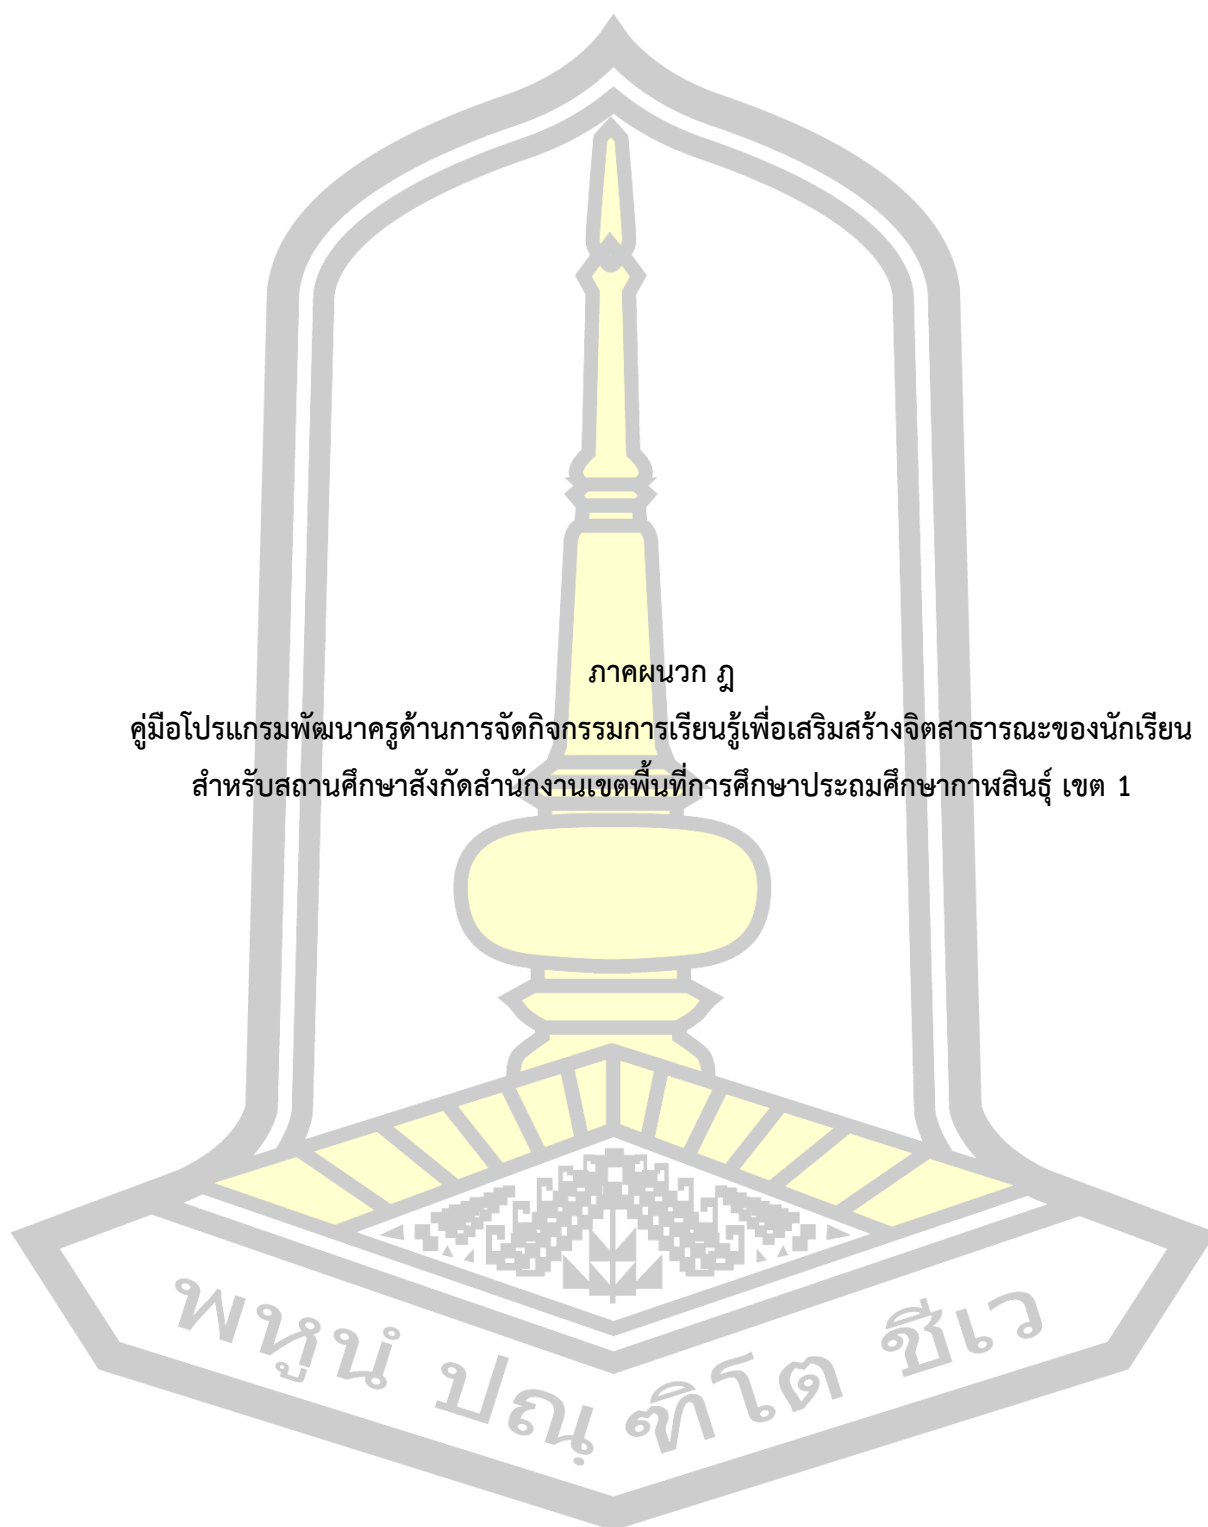 ภาคผนวก ฎ
คู่มือโปรแกรมพัฒนาครูด้านการจัดกิจกรรมการเรียนรู้เพื่อเสริมสร้างจิตสาธารณะของนักเรียน
สำหรับสถานศึกษาสังกัดสำนักงานเขตพื้นที่การศึกษาประถมศึกษากาฬสินธุ์ เขต 1
พหูนํ ปณฺฑิโต ชีเว